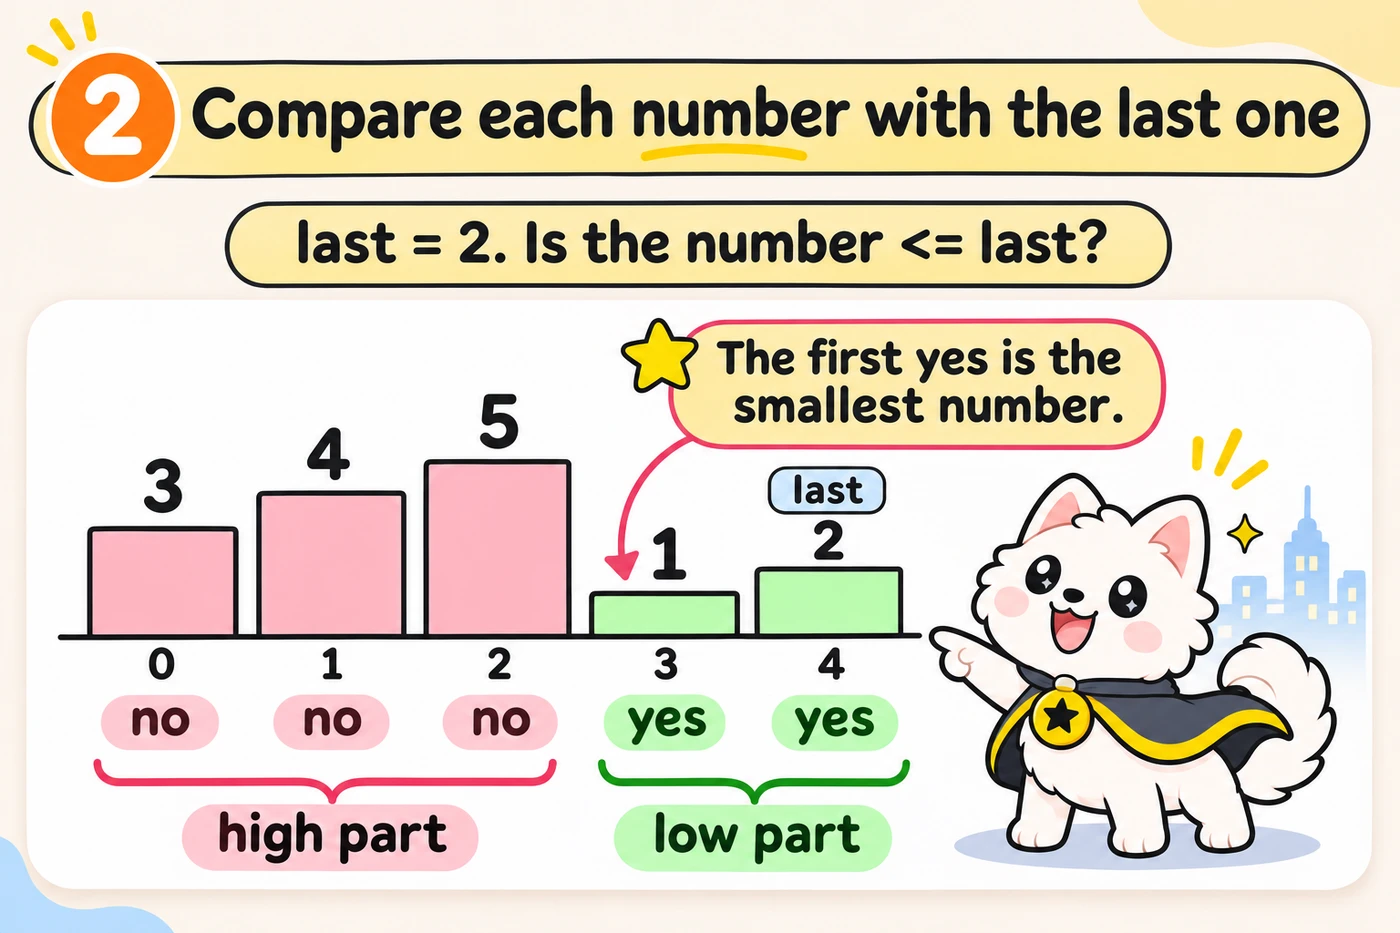 2 Compare each number with the last one
last = 2. Is the number <= last?
The first yes is the
smallest number.
3
4
5
1
last
2
0 1 2 3 4
no no no yes yes
high part low part